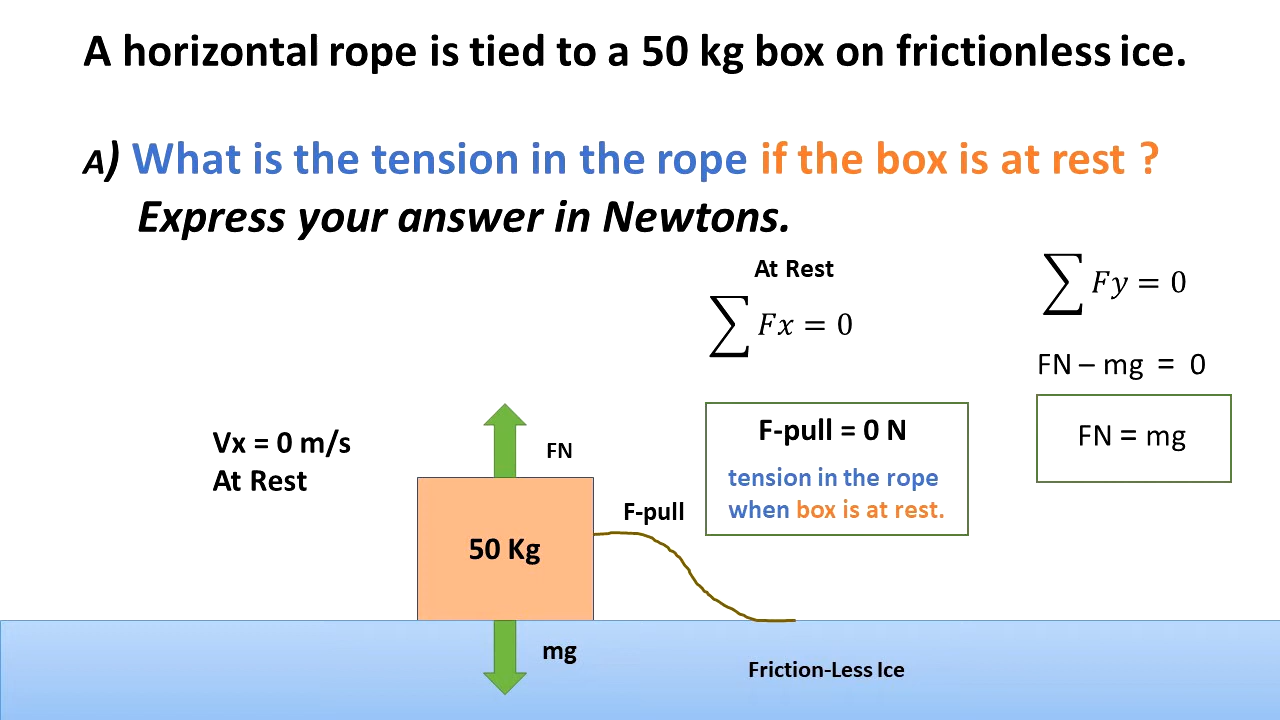 A horizontal rope is tied to a 50 kg box on frictionless ice.
A) What is the tension in the rope if the box is at rest ?
Express your answer in Newtons.
At Rest
∑ Fx = 0
∑ Fy = 0
FN – mg = 0
FN = mg
Vx = 0 m/s
At Rest
FN
F-pull
F-pull = 0 N
tension in the rope
when box is at rest.
50 Kg
mg
Friction-Less Ice